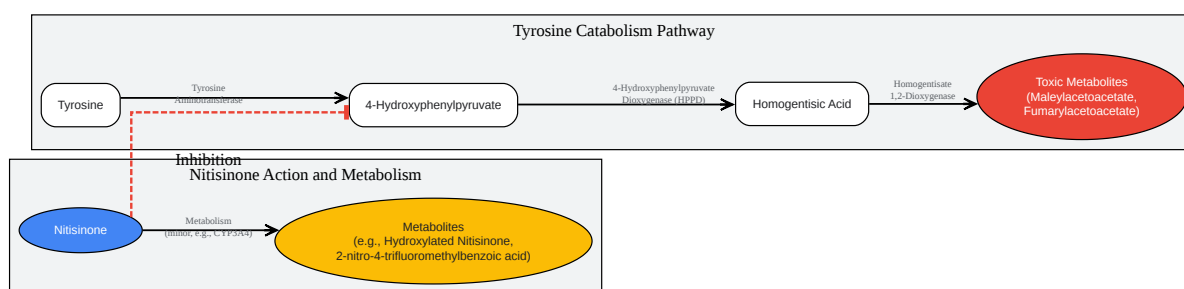 Tyrosine Catabolism Pathway
Tyrosine
Tyrosine
Aminotransferase
4-Hydroxyphenylpyruvate
4-Hydroxyphenylpyruvate
Dioxygenase (HPPD)
Homogentisic Acid
Homogentisate
1,2-Dioxygenase
Toxic Metabolites
(Maleylacetoacetate,
Fumarylacetoacetate)
Inhibition
Nitisinone Action and Metabolism
Nitisinone
Metabolism
(minor, e.g., CYP3A4)
Metabolites
(e.g., Hydroxylated Nitisinone,
2-nitro-4-trifluoromethylbenzoic acid)